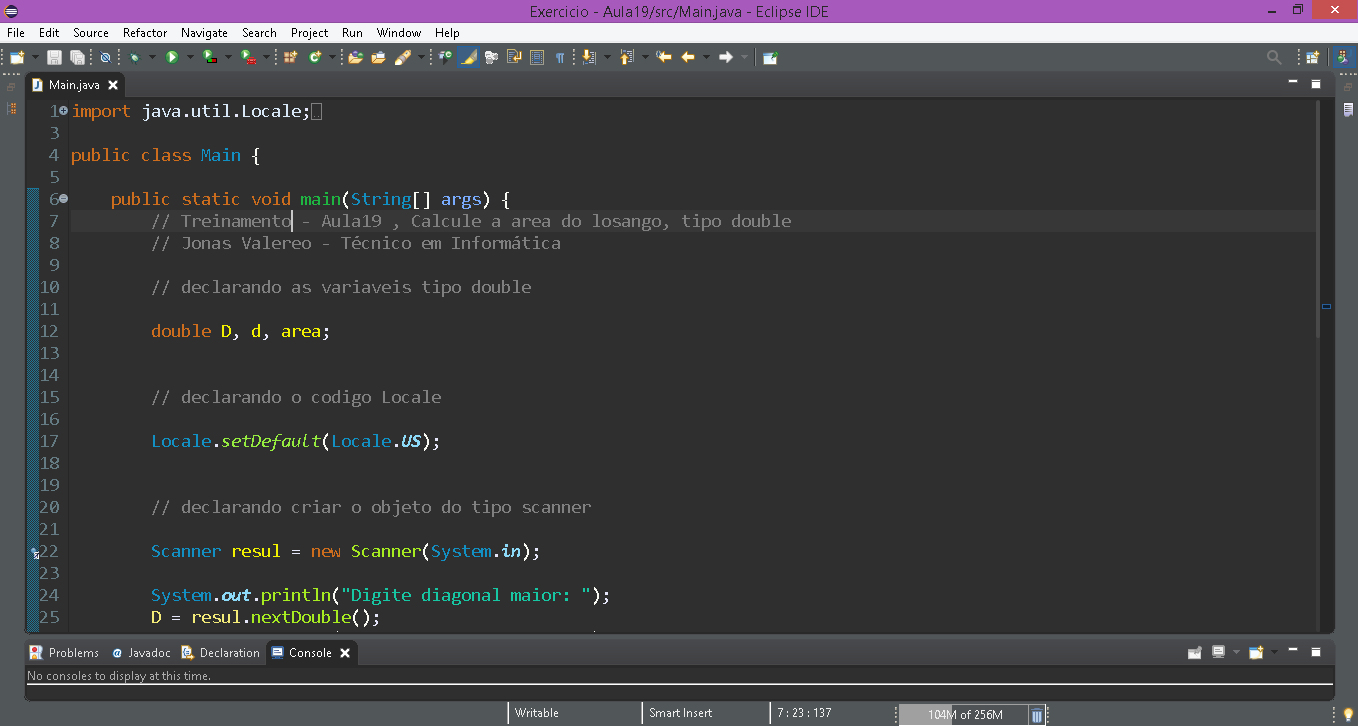 Exercicio - Aula19/src/Main.java - Eclipse IDE
File Edit Source Refactor Navigate Search Project Run Window Help
Main.java
1 import java.util.Locale;
3
4 public class Main {
5
6 public static void main(String[] args) {
7 // Treinamento - Aula19 , Calcule a area do losango, tipo double
8 // Jonas Valereo - Técnico em Informática
9
10 // declarando as variaveis tipo double
11
12 double D, d, area;
13
14
15 // declarando o codigo Locale
16
17 Locale.setDefault(Locale.US);
18
19
20 // declarando criar o objeto do tipo scanner
21
22 Scanner resul = new Scanner(System.in);
23
24 System.out.println("Digite diagonal maior: ");
25 D = resul.nextDouble();
Problems @ Javadoc Declaration Console
No consoles to display at this time.
Writable Smart Insert 7 : 23 : 137 104M of 256M